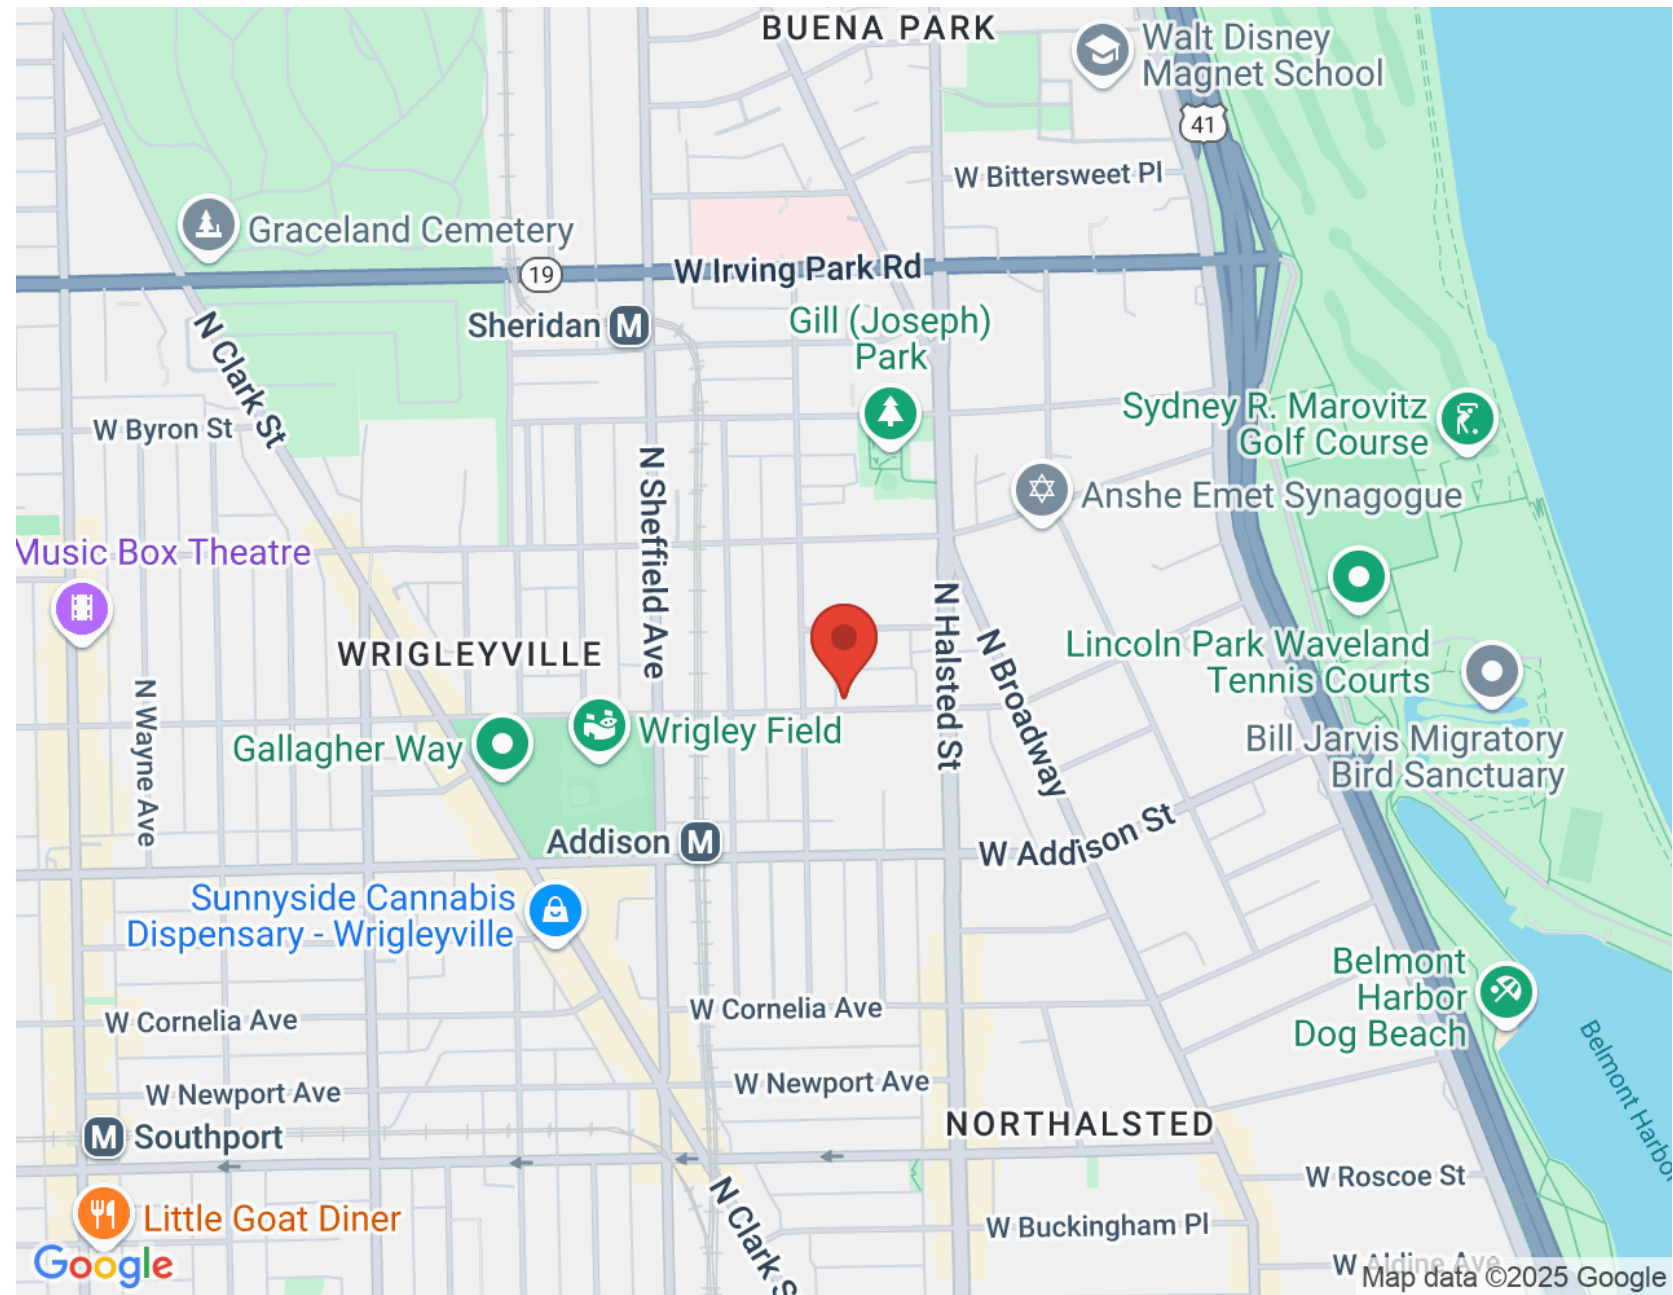 BUENA PARK
Walt Disney
Magnet School
41
W Bittersweet Pl
Graceland Cemetery
19
W Irving Park Rd
Sheridan
M
Gill (Joseph)
Park
N Clark St
W Byron St
Sydney R. Marovitz
Golf Course
N Sheffield Ave
Anshe Emet Synagogue
Music Box Theatre
N Halsted St
N Broadway
WRIGLEYVILLE
Lincoln Park Waveland
Tennis Courts
N Wayne Ave
Wrigley Field
Gallagher Way
Bill Jarvis Migratory
Bird Sanctuary
Addison
M
W Addison St
Sunnyside Cannabis
Dispensary - Wrigleyville
Belmont
Harbor
Dog Beach
W Cornelia Ave
W Cornelia Ave
Belmont Harbor
W Newport Ave
W Newport Ave
NORTHALSTED
M
Southport
W Roscoe St
N Clark S
Little Goat Diner
W Buckingham Pl
Google
W Aldine Ave
Map data ©2025 Google